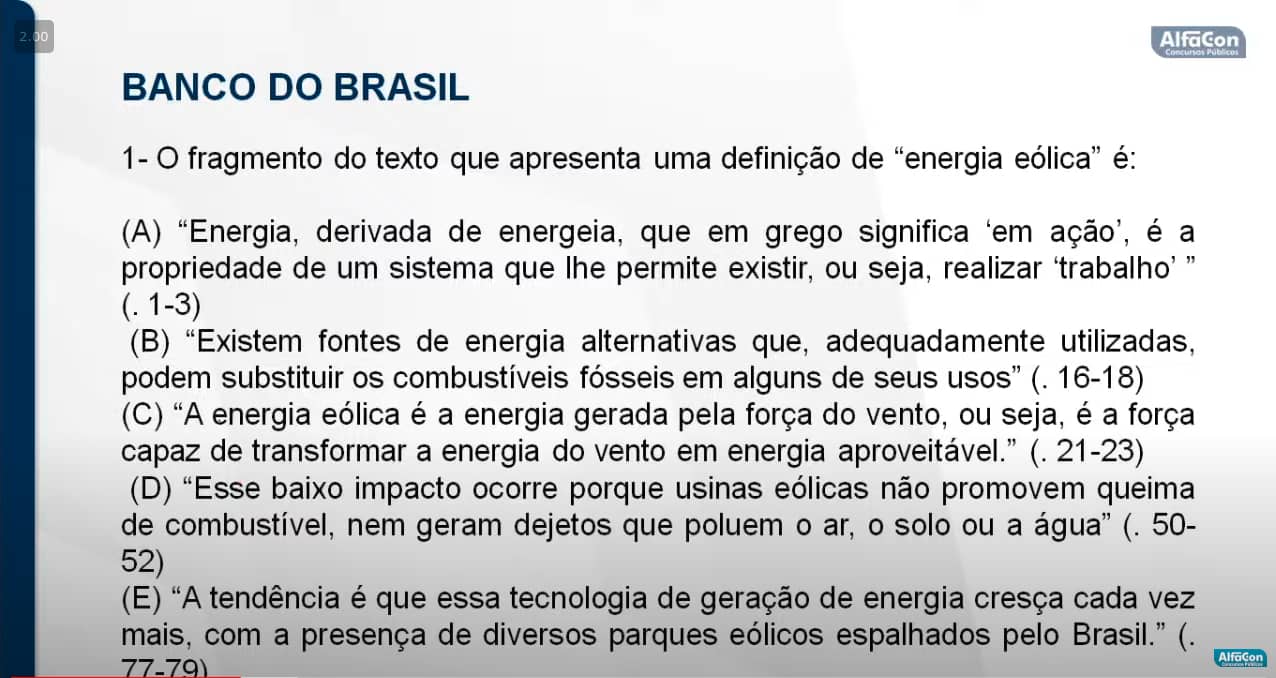 2.00
AlfaCon
Concursos Públicos
BANCO DO BRASIL
1- O fragmento do texto que apresenta uma definição de “energia eólica” é:
(A) “Energia, derivada de energeia, que em grego significa ‘em ação’, é a
propriedade de um sistema que lhe permite existir, ou seja, realizar ‘trabalho’ ”
(. 1-3)
(B) “Existem fontes de energia alternativas que, adequadamente utilizadas,
podem substituir os combustíveis fósseis em alguns de seus usos” (. 16-18)
(C) “A energia eólica é a energia gerada pela força do vento, ou seja, é a força
capaz de transformar a energia do vento em energia aproveitável.” (. 21-23)
(D) “Esse baixo impacto ocorre porque usinas eólicas não promovem queima
de combustível, nem geram dejetos que poluem o ar, o solo ou a água” (. 50-
52)
(E) “A tendência é que essa tecnologia de geração de energia cresça cada vez
mais, com a presença de diversos parques eólicos espalhados pelo Brasil.” (.
77-79)
AlfaCon
Concursos Públicos